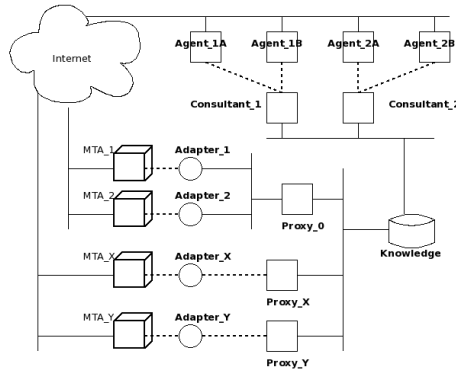 Internet
Agent_1A
Agent_1B
Agent_2A
Agent_2B
Consultant_1
Consultant_2
MTA_1
Adapter_1
MTA_2
Adapter_2
Proxy_0
Knowledge
MTA_X
Adapter_X
Proxy_X
MTA_Y
Adapter_Y
Proxy_Y